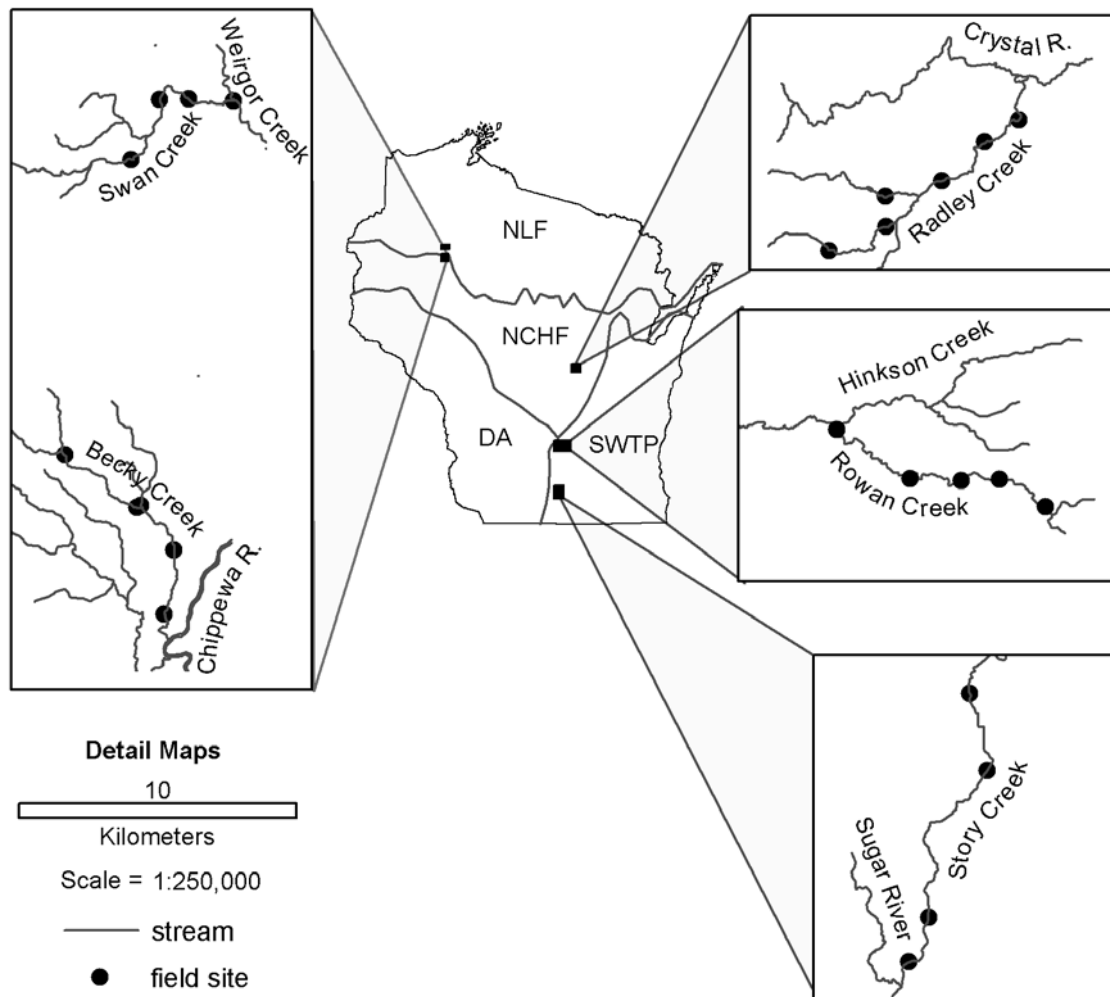 Weirgor Creek
Swan Creek
Becky Creek
Chippewa R.
NLF
NCHF
DA
SWTP
Crystal R.
Radley Creek
Hinkson Creek
Rowan Creek
Story Creek
Sugar River
Detail Maps
10
Kilometers
Scale = 1:250,000
stream
field site